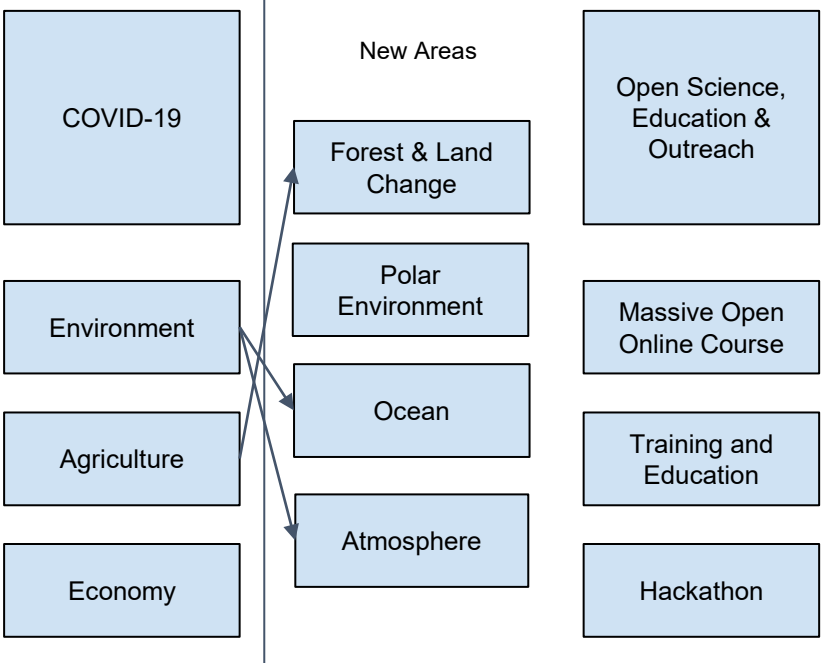 COVID-19
Environment
Agriculture
Economy
New Areas
Forest & Land
Change
Polar
Environment
Ocean
Atmosphere
Open Science,
Education &
Outreach
Massive Open
Online Course
Training and
Education
Hackathon